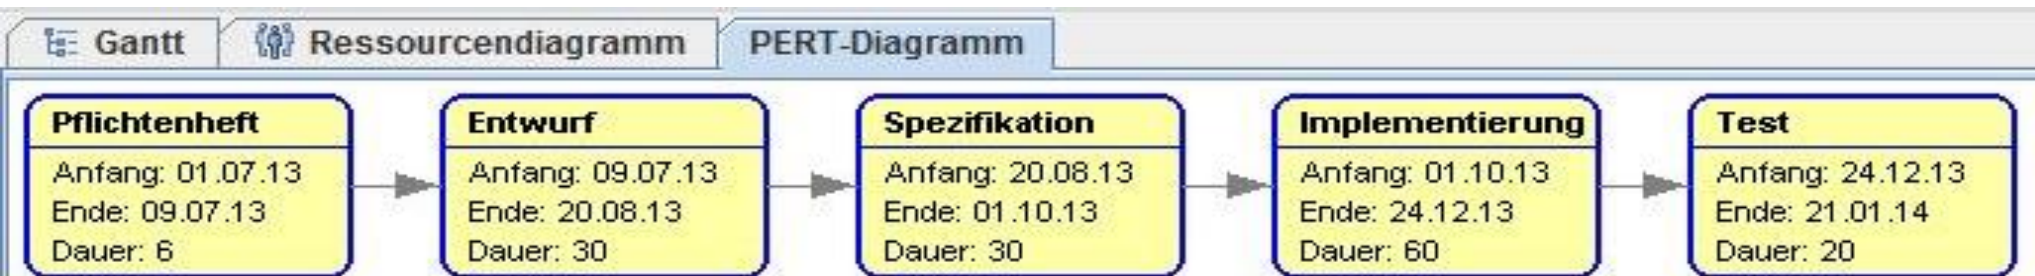 Gantt
Ressourcendiagramm
PERT-Diagramm
Pflichtenheft
Anfang: 01.07.13
Ende: 09.07.13
Dauer: 6
Entwurf
Anfang: 09.07.13
Ende: 20.08.13
Dauer: 30
Spezifikation
Anfang: 20.08.13
Ende: 01.10.13
Dauer: 30
Implementierung
Anfang: 01.10.13
Ende: 24.12.13
Dauer: 60
Test
Anfang: 24.12.13
Ende: 21.01.14
Dauer: 20